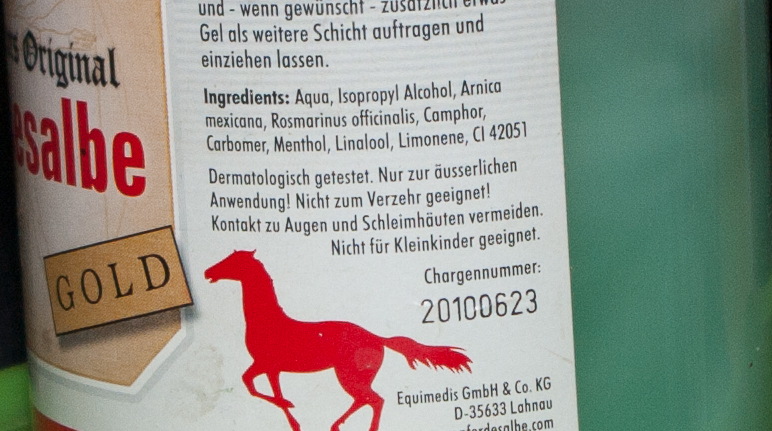 und - wenn gewünscht - zusätzlich etwas
Gel als weitere Schicht auftragen und
einziehen lassen.
Original
salbe
GOLD
Ingredients: Aqua, Isopropyl Alcohol, Arnica
mexicana, Rosmarinus officinalis, Camphor,
Carbomer, Menthol, Linalool, Limonene, CI 42051
Dermatologisch getestet. Nur zur äusserlichen
Anwendung! Nicht zum Verzehr geeignet!
Kontakt zu Augen und Schleimhäuten vermeiden.
Nicht für Kleinkinder geeignet.
Chargennummer:
20100623
Equimedis GmbH & Co. KG
D-35633 Lahnau